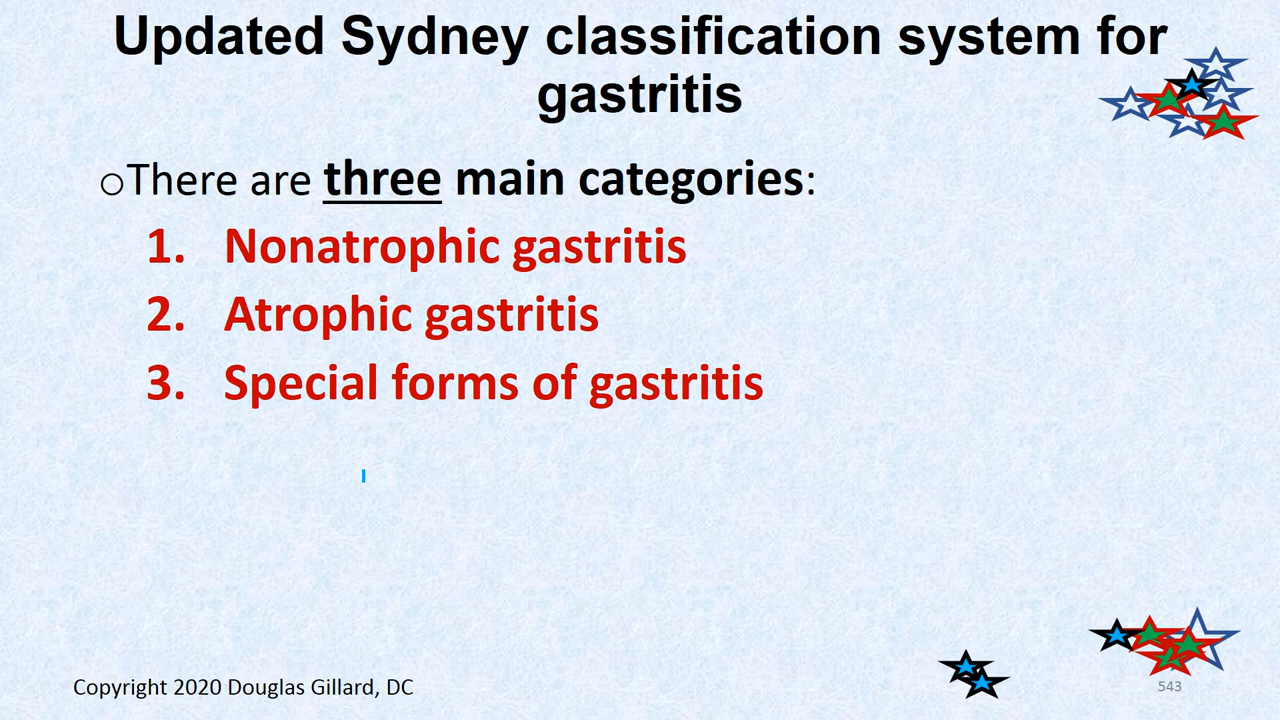 Updated Sydney classification system for
gastritis
○There are three main categories:
1. Nonatrophic gastritis
2. Atrophic gastritis
3. Special forms of gastritis
Copyright 2020 Douglas Gillard, DC
543